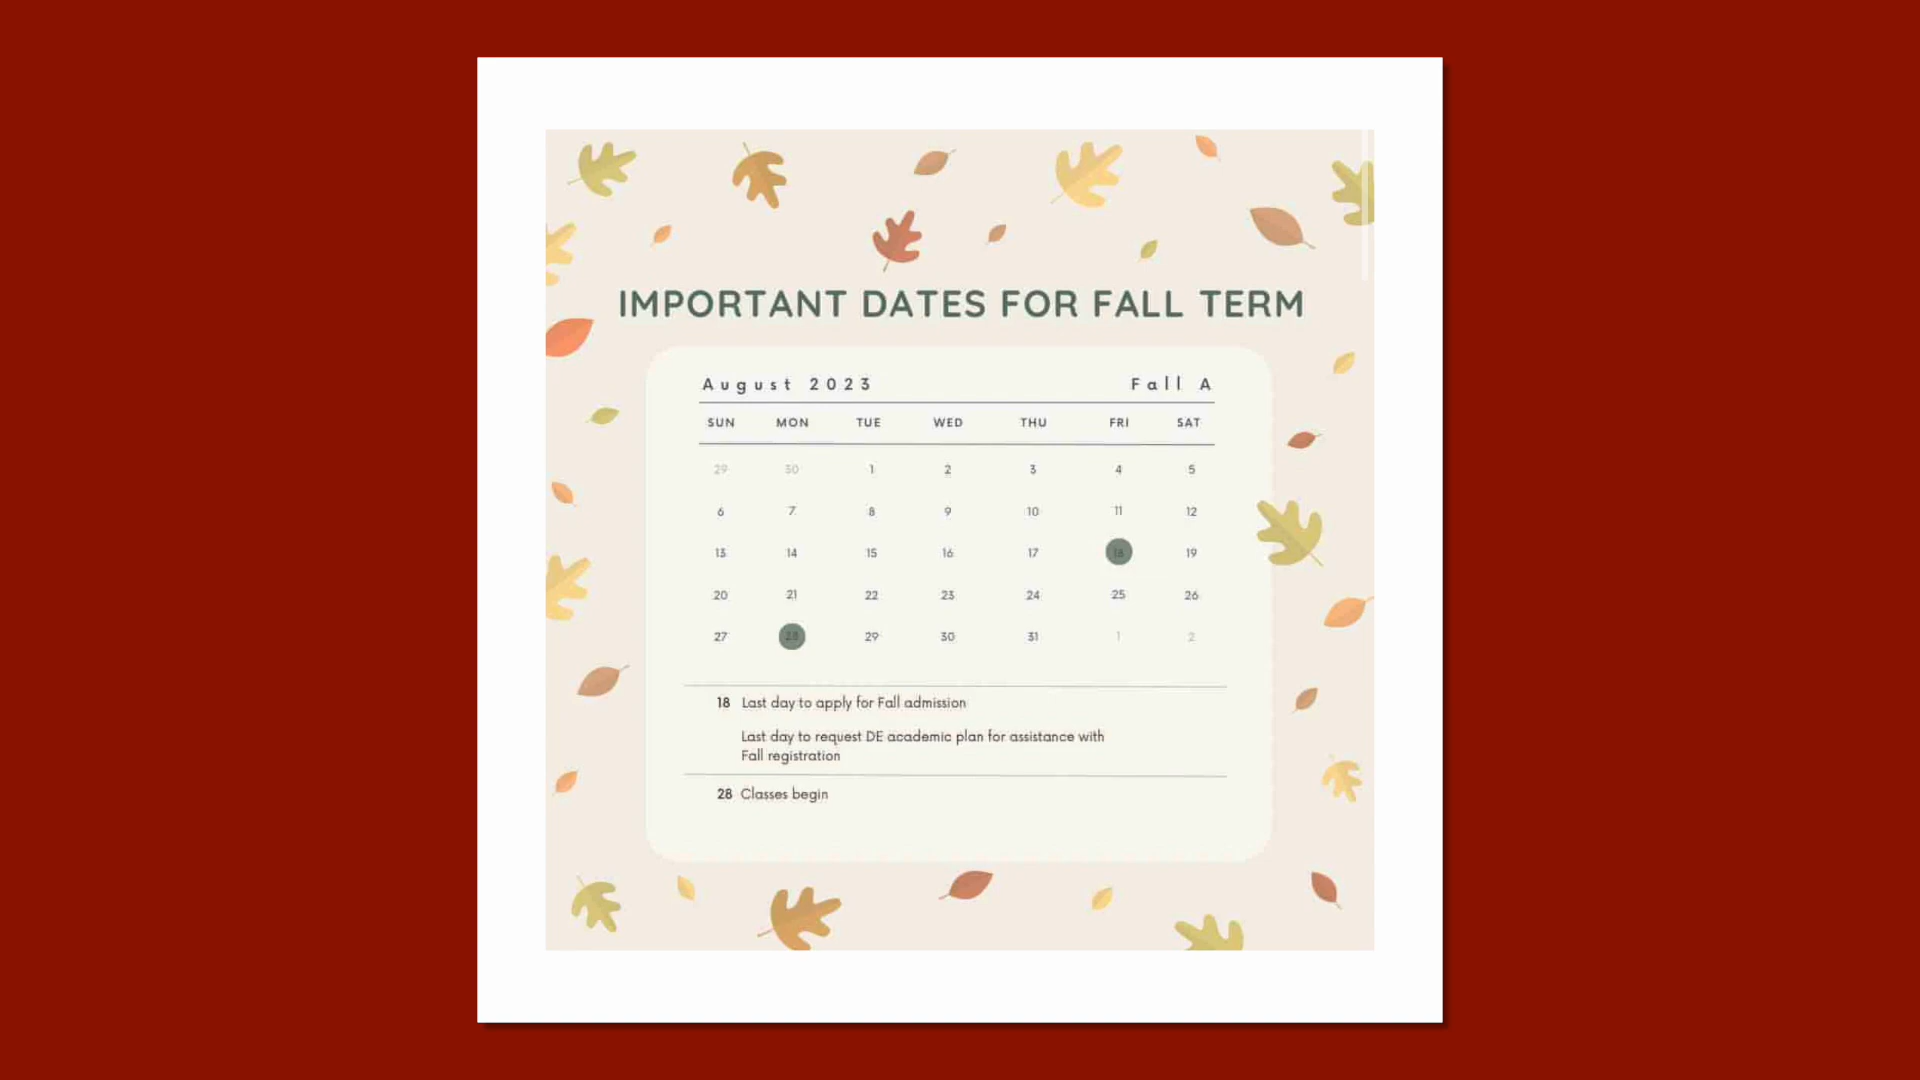 IMPORTANT DATES FOR FALL TERM
August 2023 Fall A
SUN MON TUE WED THU FRI SAT
29 30 1 2 3 4 5
6 7 8 9 10 11 12
13 14 15 16 17 18 19
20 21 22 23 24 25 26
27 28 29 30 31 1 2
18 Last day to apply for Fall admission
Last day to request DE academic plan for assistance with
Fall registration
28 Classes begin